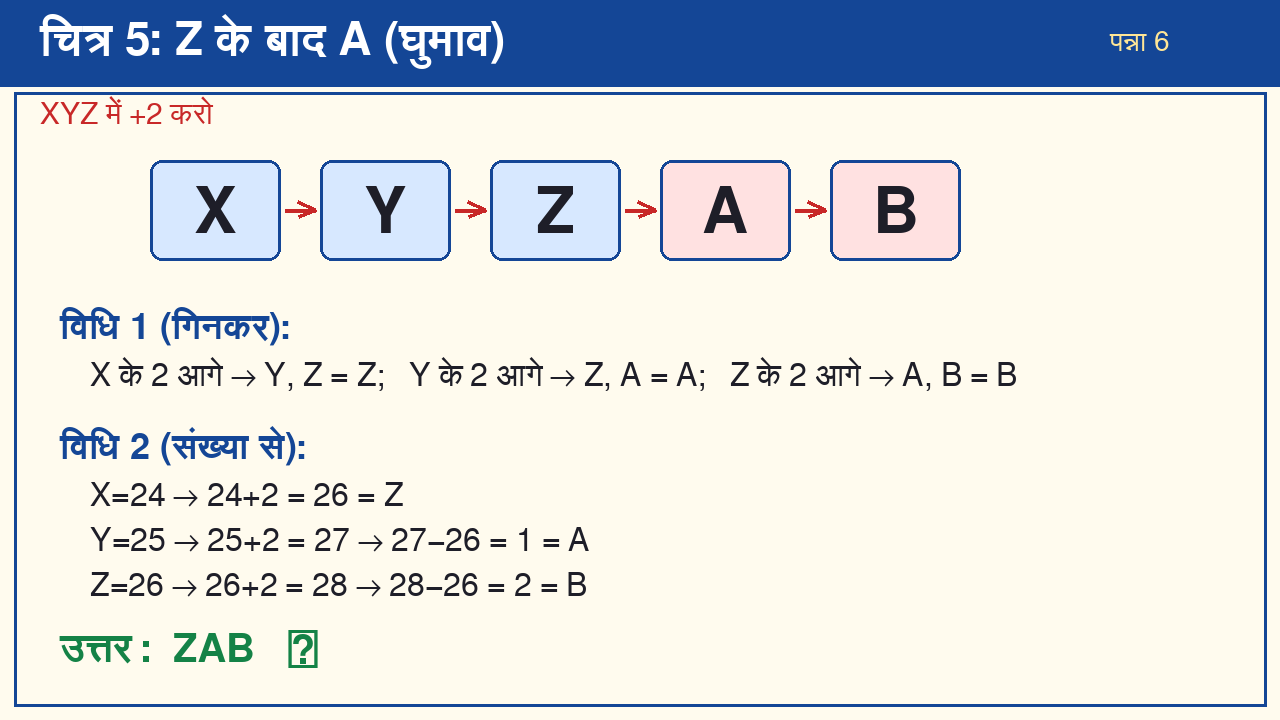 चित्र 5: Z के बाद A (घुमाव)
पन्ना 6
XYZ में +2 करो
X → Y → Z → A → B
विधि 1 (गिनकर):
X के 2 आगे → Y, Z = Z; Y के 2 आगे → Z, A = A; Z के 2 आगे → A, B = B
विधि 2 (संख्या से):
X=24 → 24+2 = 26 = Z
Y=25 → 25+2 = 27 → 27−26 = 1 = A
Z=26 → 26+2 = 28 → 28−26 = 2 = B
उत्तर : ZAB ?